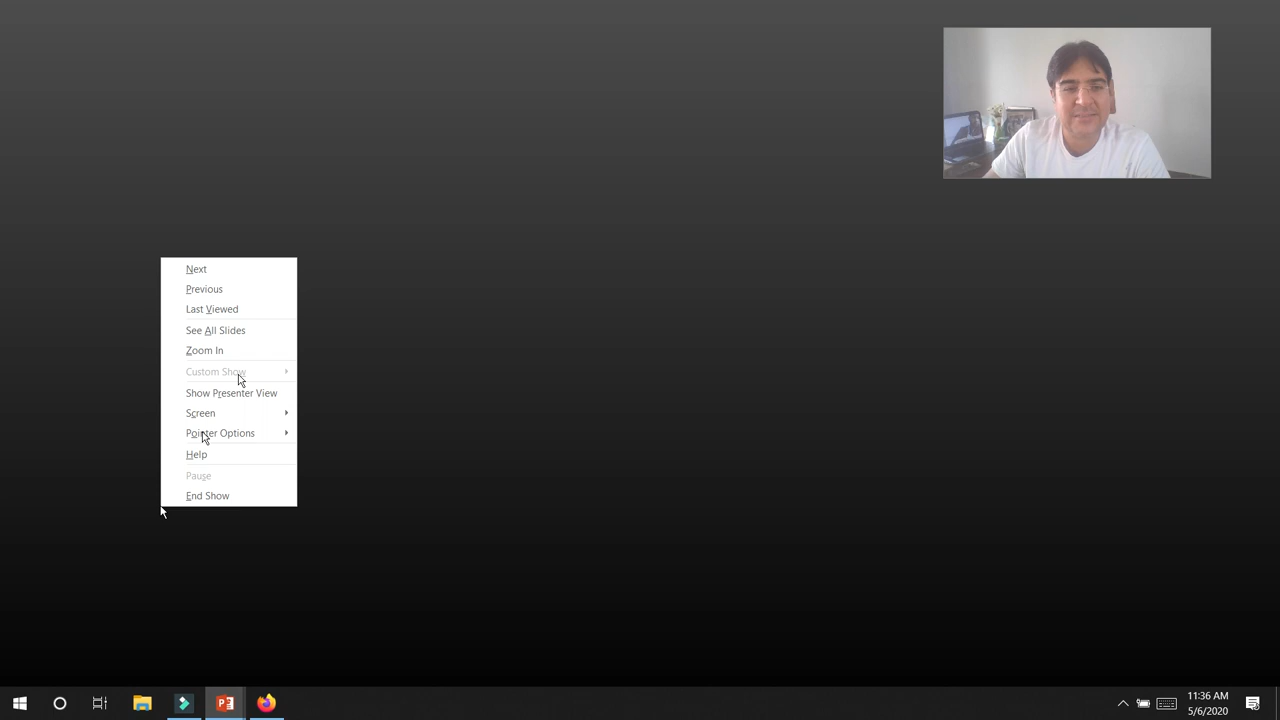 Next
Previous
Last Viewed
See All Slides
Zoom In
Custom Show
Show Presenter View
Screen
Pointer Options
Help
Pause
End Show
11:36 AM
5/6/2020